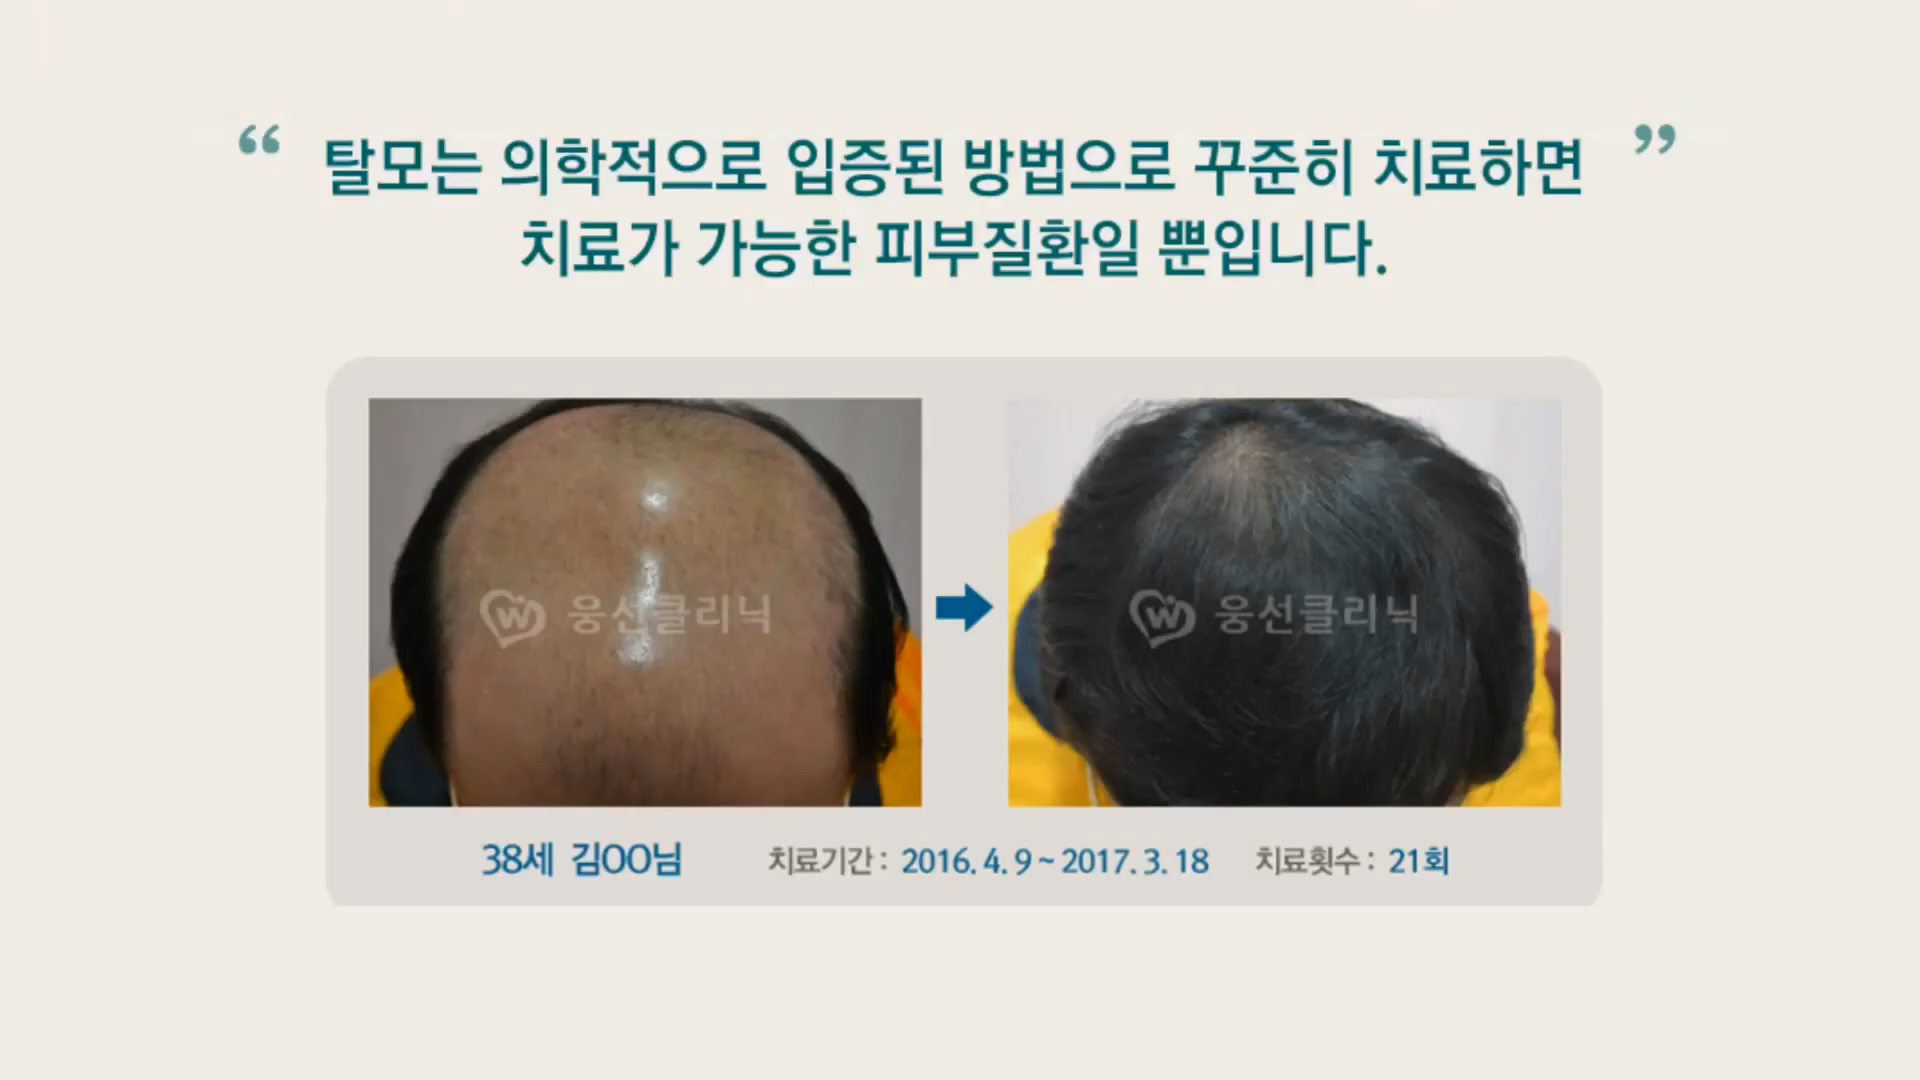 “ 탈모는 의학적으로 입증된 방법으로 꾸준히 치료하면 ”
치료가 가능한 피부질환일 뿐입니다.
W 웅선클리닉
W 웅선클리닉
38세 김OO님 치료기간 : 2016. 4. 9 ~ 2017. 3. 18 치료횟수 : 21회